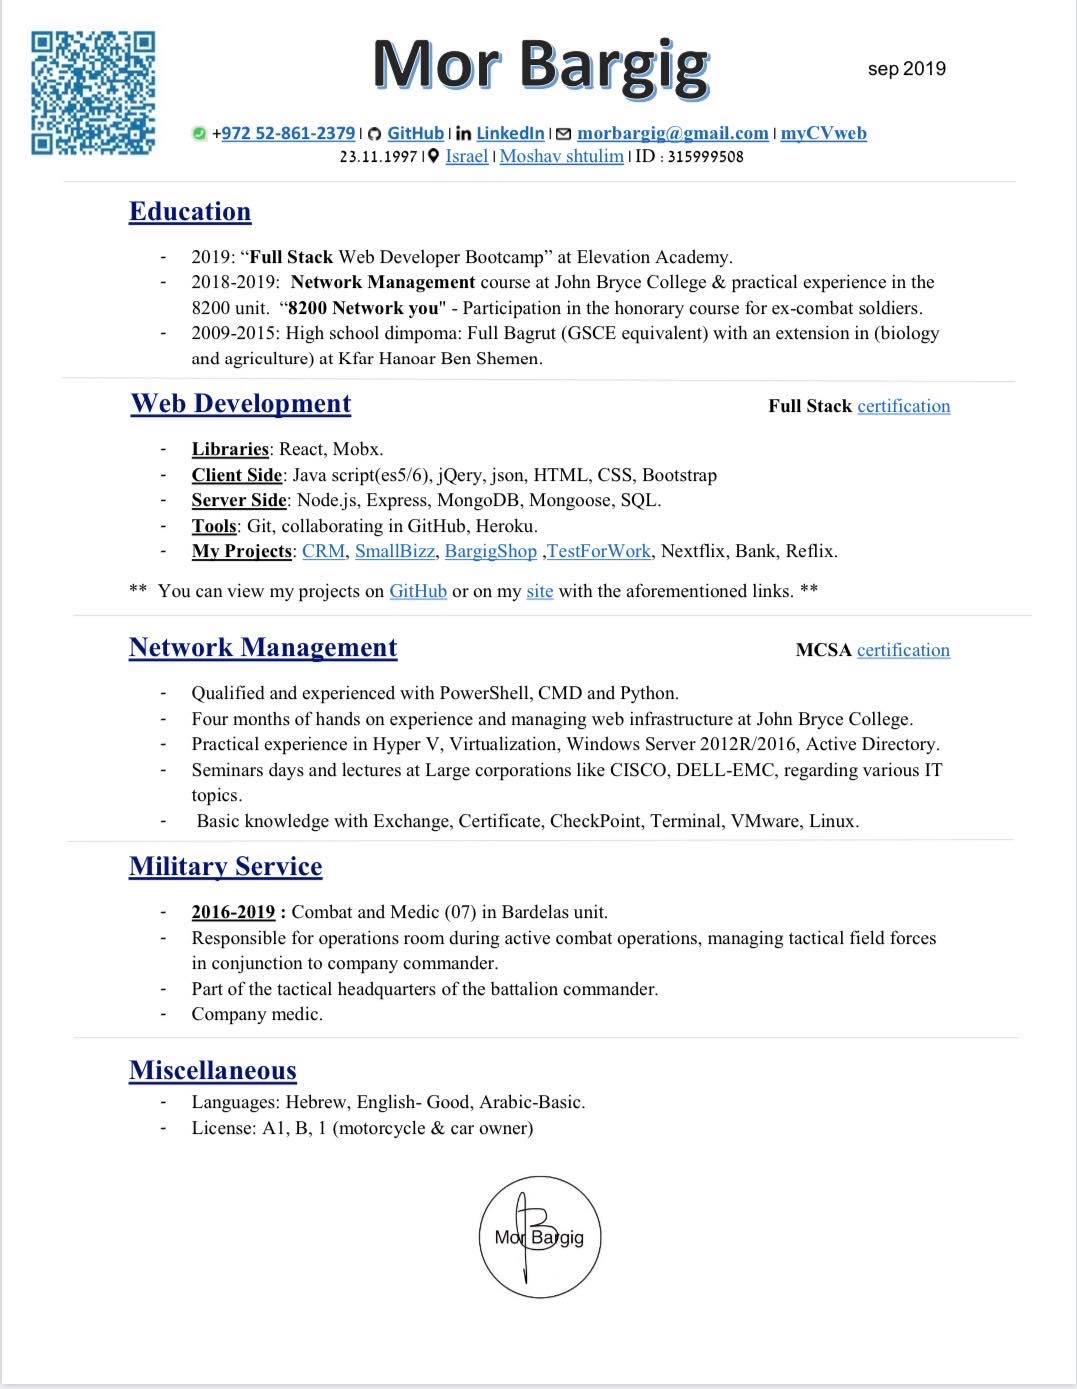 Mor Bargig
sep 2019
+972 52-861-2379 | GitHub | in LinkedIn | morbargig@gmail.com | myCVweb
23.11.1997 | Israel | Moshav shtulim | ID : 315999508
Education
- 2019: “Full Stack Web Developer Bootcamp” at Elevation Academy.
- 2018-2019: Network Management course at John Bryce College & practical experience in the
8200 unit. “8200 Network you" - Participation in the honorary course for ex-combat soldiers.
- 2009-2015: High school dimpoma: Full Bagrut (GSCE equivalent) with an extension in (biology
and agriculture) at Kfar Hanoar Ben Shemen.
Web Development
Full Stack certification
- Libraries: React, Mobx.
- Client Side: Java script(es5/6), jQery, json, HTML, CSS, Bootstrap
- Server Side: Node.js, Express, MongoDB, Mongoose, SQL.
- Tools: Git, collaborating in GitHub, Heroku.
- My Projects: CRM, SmallBizz, BargigShop ,TestForWork, Nextflix, Bank, Reflix.
** You can view my projects on GitHub or on my site with the aforementioned links. **
Network Management
MCSA certification
- Qualified and experienced with PowerShell, CMD and Python.
- Four months of hands on experience and managing web infrastructure at John Bryce College.
- Practical experience in Hyper V, Virtualization, Windows Server 2012R/2016, Active Directory.
- Seminars days and lectures at Large corporations like CISCO, DELL-EMC, regarding various IT
topics.
- Basic knowledge with Exchange, Certificate, CheckPoint, Terminal, VMware, Linux.
Military Service
- 2016-2019 : Combat and Medic (07) in Bardelas unit.
- Responsible for operations room during active combat operations, managing tactical field forces
in conjunction to company commander.
- Part of the tactical headquarters of the battalion commander.
- Company medic.
Miscellaneous
- Languages: Hebrew, English- Good, Arabic-Basic.
- License: A1, B, 1 (motorcycle & car owner)
Mor Bargig